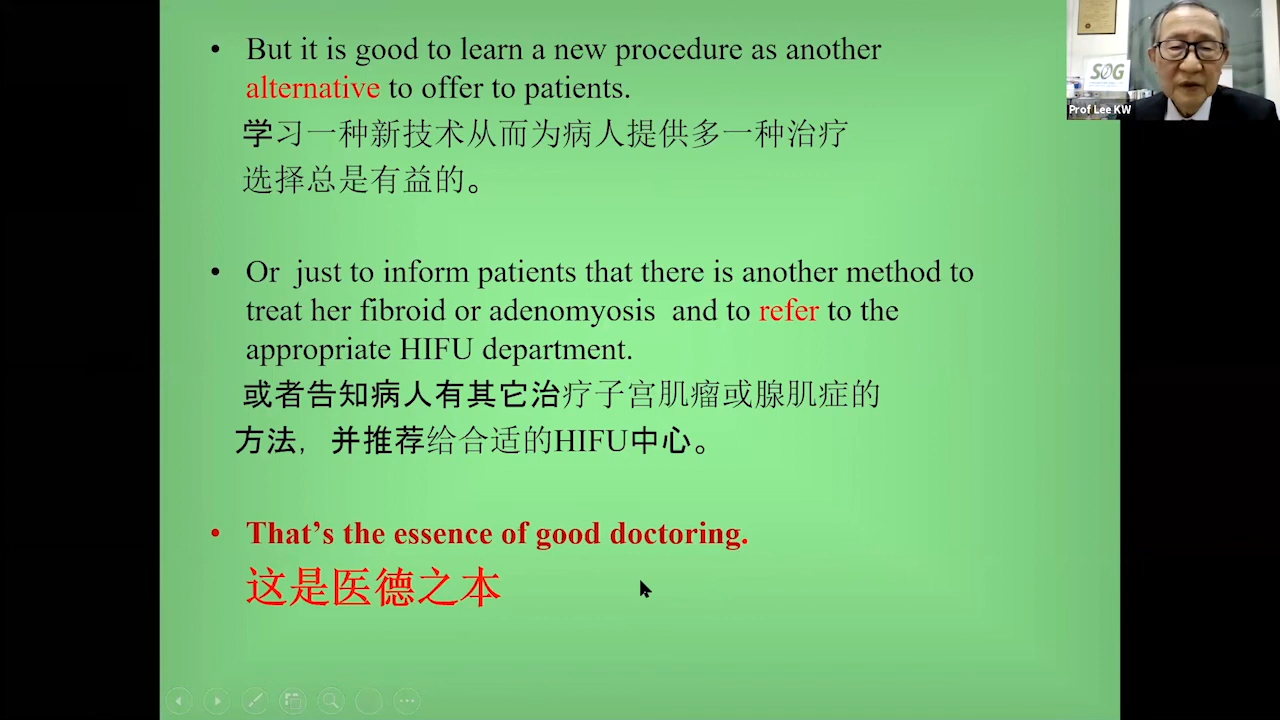 • But it is good to learn a new procedure as another
alternative to offer to patients.
学习一种新技术从而为病人提供多一种治疗
选择总是有益的。
• Or just to inform patients that there is another method to
treat her fibroid or adenomyosis and to refer to the
appropriate HIFU department.
或者告知病人有其它治疗子宫肌瘤或腺肌症的
方法，并推荐给合适的HIFU中心。
• That’s the essence of good doctoring.
这是医德之本
SOG
Prof Lee KW